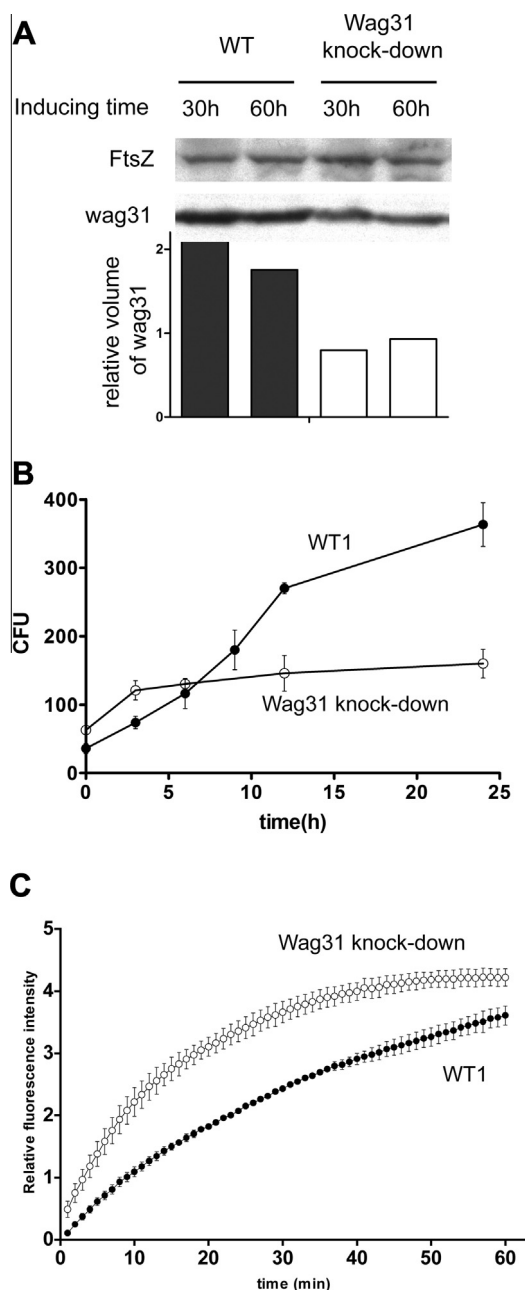 A
WT
Wag31
knock-down
Inducing time
30h 60h 30h 60h
FtsZ
wag31
relative volume
of wag31
2
1
0
B
CFU
400
300
200
100
0
WT1
Wag31 knock-down
0 5 10 15 20 25
time(h)
C
Relative fluorescence intensity
5
4
3
2
1
0
Wag31 knock-down
WT1
0 10 20 30 40 50 60
time (min)